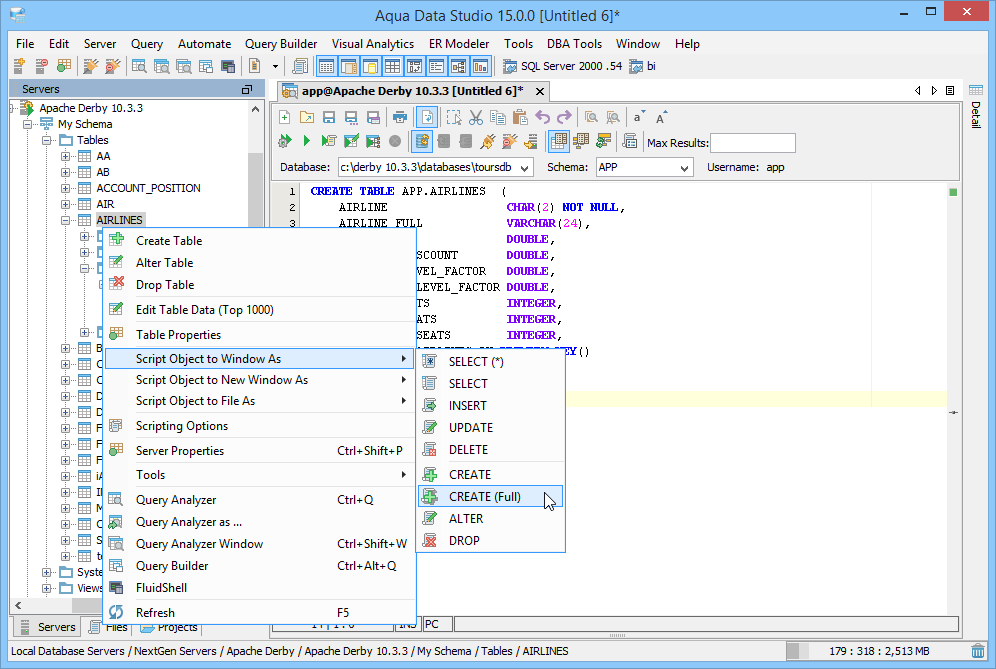 Aqua Data Studio 15.0.0 [Untitled 6]*
File Edit Server Query Automate Query Builder Visual Analytics ER Modeler Tools DBA Tools Window Help
SQL Server 2000 .54 bi
Servers
app@Apache Derby 10.3.3 [Untitled 6]*
Detail
Max Results:
Database: c:\derby 10.3.3\databases\toursdb Schema: APP Username: app
Apache Derby 10.3.3
My Schema
Tables
AA
AB
ACCOUNT_POSITION
AIR
AIRLINES
1 CREATE TABLE APP.AIRLINES (
2 AIRLINE CHAR(2) NOT NULL,
3 AIRLINE_FULL VARCHAR(24),
DOUBLE,
SCOUNT DOUBLE,
VEL_FACTOR DOUBLE,
LEVEL_FACTOR DOUBLE,
TS INTEGER,
ATS INTEGER,
SEATS INTEGER,
KEY()
Create Table
Alter Table
Drop Table
Edit Table Data (Top 1000)
Table Properties
Script Object to Window As
Script Object to New Window As
Script Object to File As
Scripting Options
Server Properties Ctrl+Shift+P
Tools
Query Analyzer Ctrl+Q
Query Analyzer as ...
Query Analyzer Window Ctrl+Shift+W
Query Builder Ctrl+Alt+Q
FluidShell
Refresh F5
SELECT (*)
SELECT
INSERT
UPDATE
DELETE
CREATE
CREATE (Full)
ALTER
DROP
Syste
Views
Servers Files Projects
INS PC
Local Database Servers / NextGen Servers / Apache Derby / Apache Derby 10.3.3 / My Schema / Tables / AIRLINES
179 : 318 : 2,513 MB